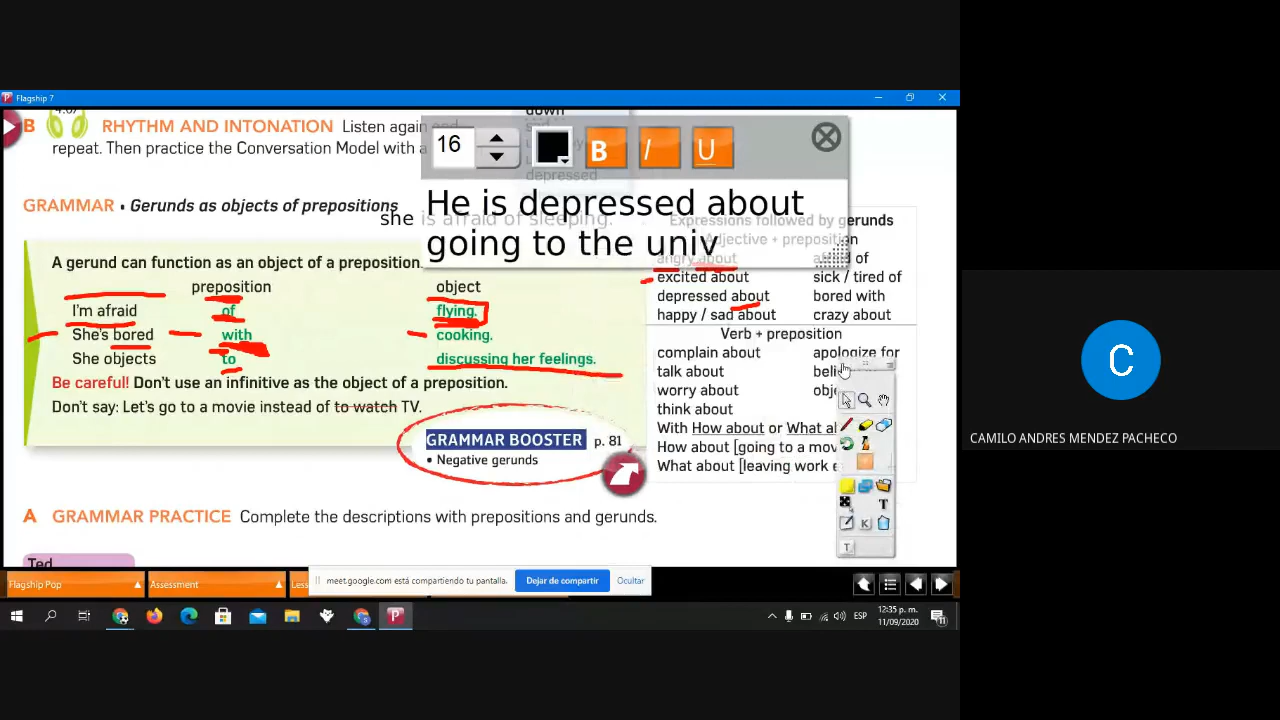 Flagship 7
down
B RHYTHM AND INTONATION Listen again and
repeat. Then practice the Conversation Model with a
depressed
16 B I U
He is depressed about
going to the univ
GRAMMAR • Gerunds as objects of prepositions
she is afraid of sleeping.
A gerund can function as an object of a preposition.
preposition object
I'm afraid of flying.
She's bored with cooking.
She objects to discussing her feelings.
Be careful! Don't use an infinitive as the object of a preposition.
Don't say: Let's go to a movie instead of to watch TV.
GRAMMAR BOOSTER p. 81
• Negative gerunds
Expressions followed by gerunds
Adjective + preposition
angry about afraid of
excited about sick / tired of
depressed about bored with
happy / sad about crazy about
Verb + preposition
complain about apologize for
talk about
worry about
think about
With How about or What
How about [going to a
What about [leaving work
A GRAMMAR PRACTICE Complete the descriptions with prepositions and gerunds.
Ted
T
K
T
Flagship Pop Assessment
meet.google.com está compartiendo tu pantalla. Dejar de compartir Ocultar
ESP 12:35 p. m.
11/09/2020
C
CAMILO ANDRES MENDEZ PACHECO